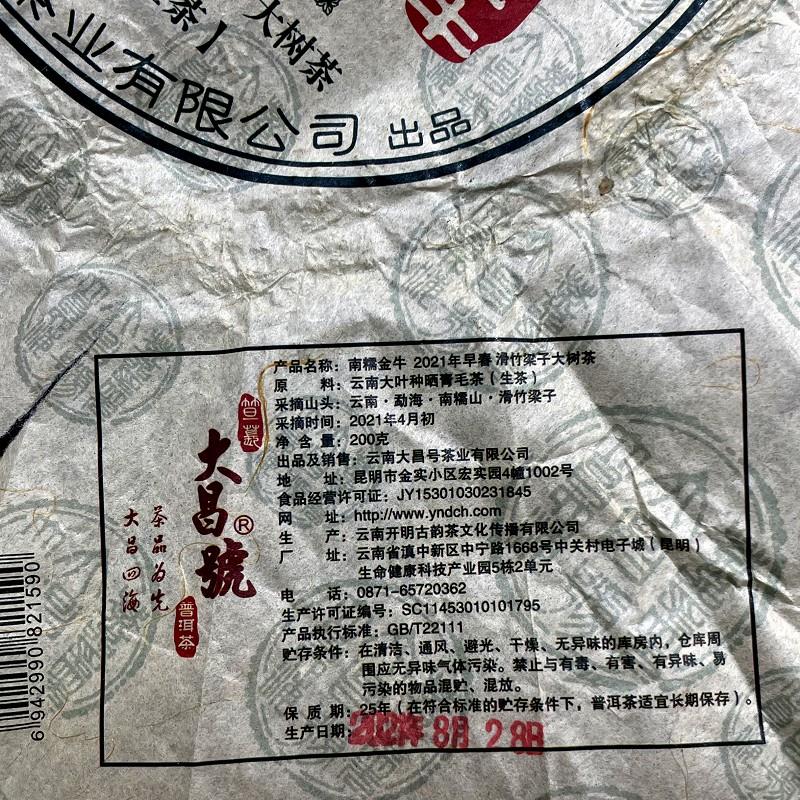 茶】
大树茶
茶业有限公司 出品
产品名称：南糯金牛 2021年早春 滑竹梁子大树茶
原 料：云南大叶种晒青毛茶（生茶）
采摘山头：云南·勐海·南糯山·滑竹梁子
采摘时间：2021年4月初
净 含 量：200克
出品及销售：云南大昌号茶业有限公司
地 址：昆明市金实小区宏实园4幢1002号
食品经营许可证：JY15301030231845
网 址：http://www.yndch.com
生 产：云南开明古韵茶文化传播有限公司
厂 址：云南省滇中新区中宁路1668号中关村电子城（昆明）
生命健康科技产业园5栋2单元
电 话：0871-65720362
生产许可证编号：SC11453010101795
产品执行标准：GB/T22111
贮存条件：在清洁、通风、避光、干燥、无异味的库房内，仓库周
围应无异味气体污染。禁止与有毒、有害、有异味、易
污染的物品混贮、混放。
保 质 期：25年（在符合标准的贮存条件下，普洱茶适宜长期保存）。
生产日期：2021年 8月 28日
大昌號®
茶品为先
大昌四海
普洱茶
6 942990 821590